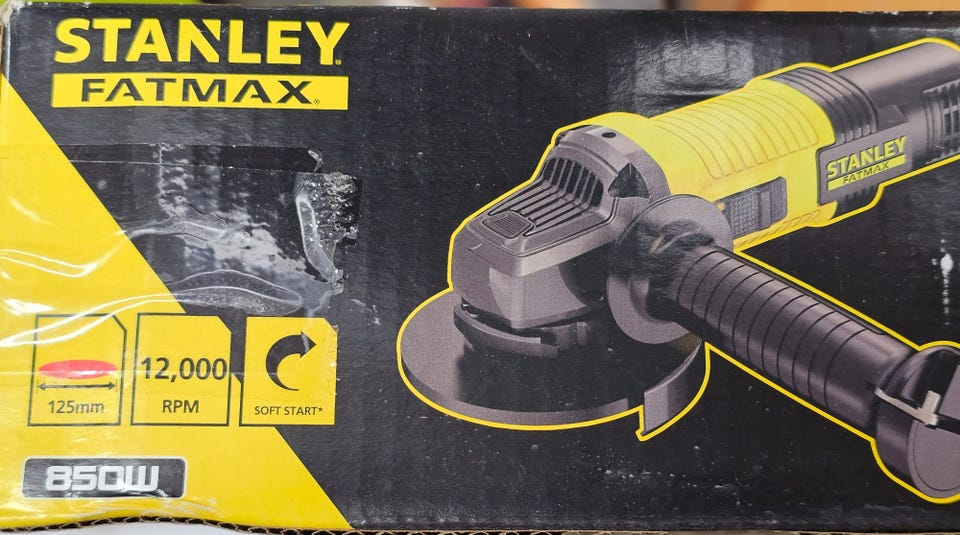 STANLEY®
FATMAX®
STANLEY
FATMAX
125mm
12,000
RPM
SOFT START*
850W